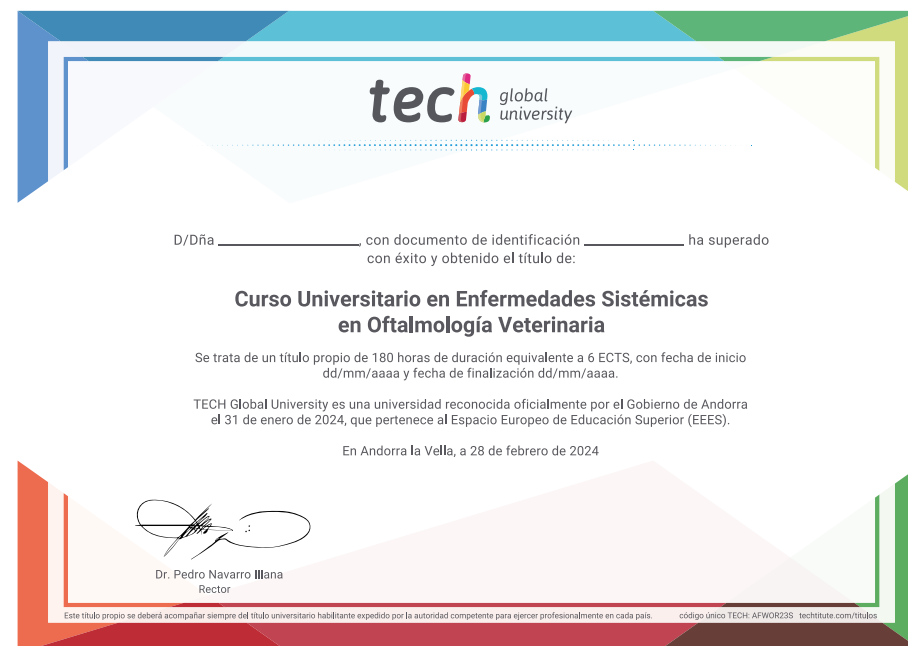 tech global university
D/Dña ____________________, con documento de identificación ______________ ha superado
con éxito y obtenido el título de:
Curso Universitario en Enfermedades Sistémicas
en Oftalmología Veterinaria
Se trata de un título propio de 180 horas de duración equivalente a 6 ECTS, con fecha de inicio
dd/mm/aaaa y fecha de finalización dd/mm/aaaa.
TECH Global University es una universidad reconocida oficialmente por el Gobierno de Andorra
el 31 de enero de 2024, que pertenece al Espacio Europeo de Educación Superior (EEES).
En Andorra la Vella, a 28 de febrero de 2024
Dr. Pedro Navarro Illana
Rector
Este título propio se deberá acompañar siempre del título universitario habilitante expedido por la autoridad competente para ejercer profesionalmente en cada país. código único TECH: AFWOR23S techtitute.com/titulos